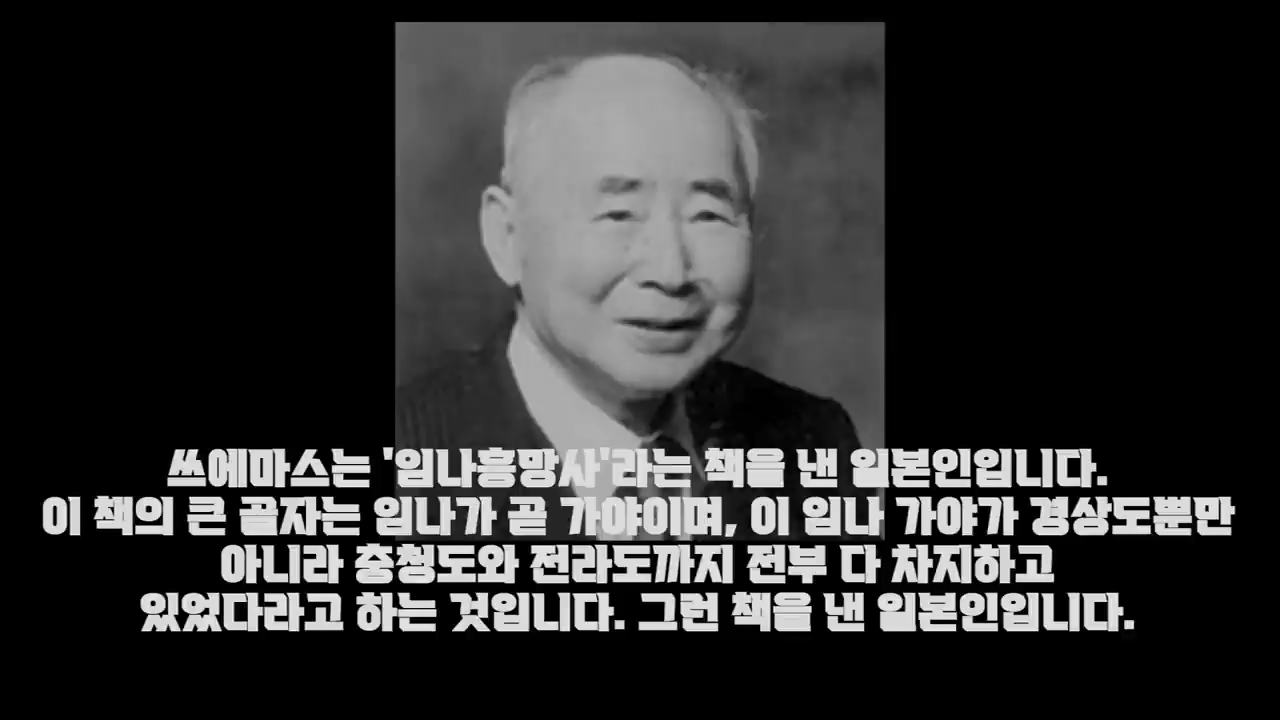 쓰에마스는 '임나흥망사'라는 책을 낸 일본인입니다.
이 책의 큰 골자는 임나가 곧 가야이며, 이 임나 가야가 경상도뿐만
아니라 충청도와 전라도까지 전부 다 차지하고
있었다라고 하는 것입니다. 그런 책을 낸 일본인입니다.